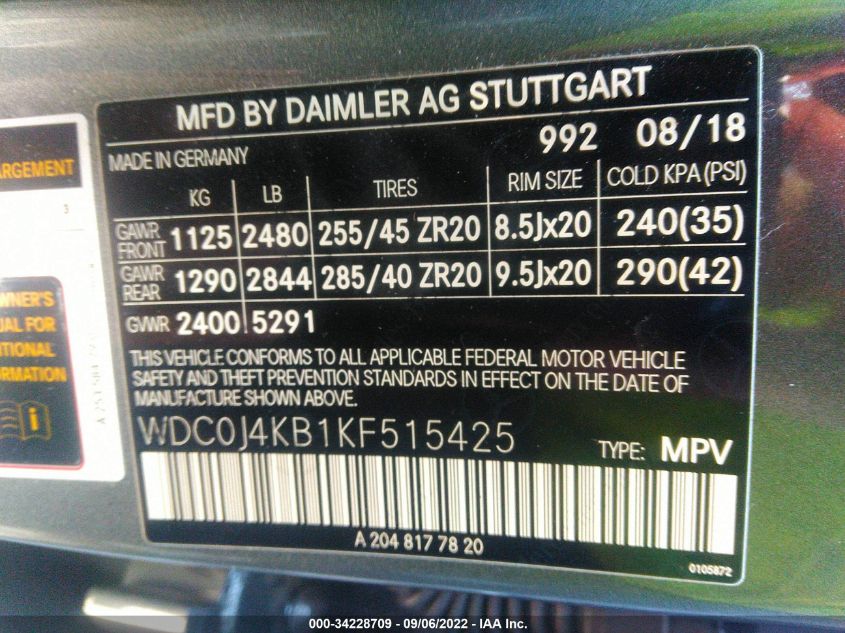 MFD BY DAIMLER AG STUTTGART
992 08/18
MADE IN GERMANY
KG LB TIRES RIM SIZE COLD KPA (PSI)
GAWR FRONT 1125 2480 255/45 ZR20 8.5Jx20 240(35)
GAWR REAR 1290 2844 285/40 ZR20 9.5Jx20 290(42)
GVWR 2400 5291
THIS VEHICLE CONFORMS TO ALL APPLICABLE FEDERAL MOTOR VEHICLE
SAFETY AND THEFT PREVENTION STANDARDS IN EFFECT ON THE DATE OF
MANUFACTURE SHOWN ABOVE.
WDC0J4KB1KF515425 TYPE: MPV
A 204 817 78 20
0105872
ARGEMENT
WNER'S
UAL FOR
ITIONAL
ORMATION
000-34228709 - 09/06/2022 - IAA Inc.